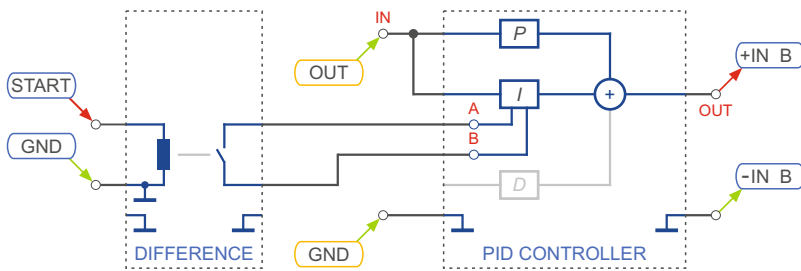 IN
P
+IN B
OUT
START
I
+
OUT
A
GND
B
-IN B
D
GND
DIFFERENCE
PID CONTROLLER